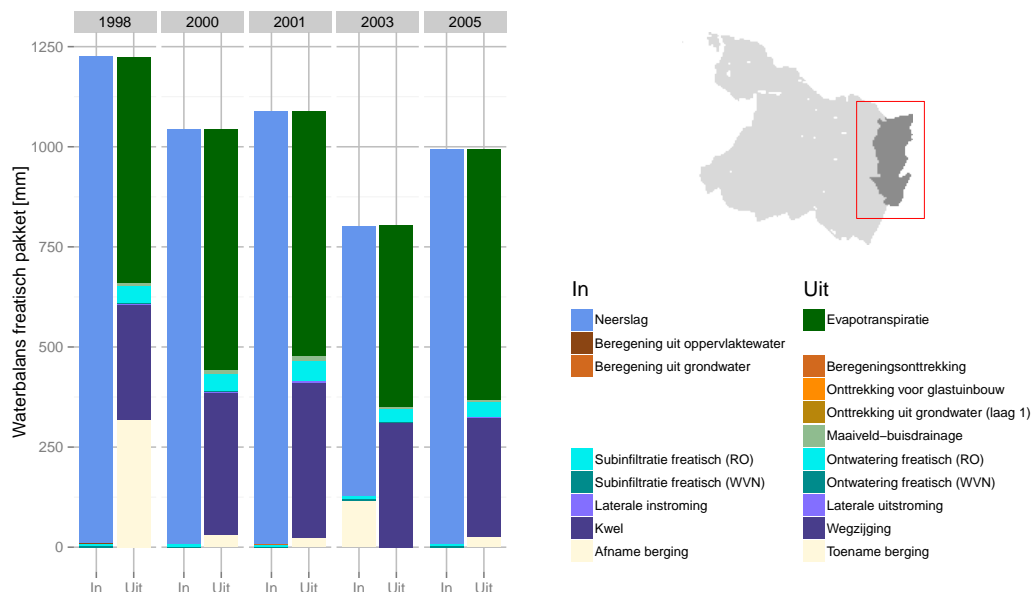 1998 2000 2001 2003 2005
Waterbalans freatisch pakket [mm]
1250
1000
750
500
250
0
In Uit In Uit In Uit In Uit In Uit
In
Neerslag
Beregening uit oppervlaktewater
Beregening uit grondwater
Subinfiltratie freatisch (RO)
Subinfiltratie freatisch (WVN)
Laterale instroming
Kwel
Afname berging
Uit
Evapotranspiratie
Beregeningsonttrekking
Onttrekking voor glastuinbouw
Onttrekking uit grondwater (laag 1)
Maaiveld−buisdrainage
Ontwatering freatisch (RO)
Ontwatering freatisch (WVN)
Laterale uitstroming
Wegzijging
Toename berging